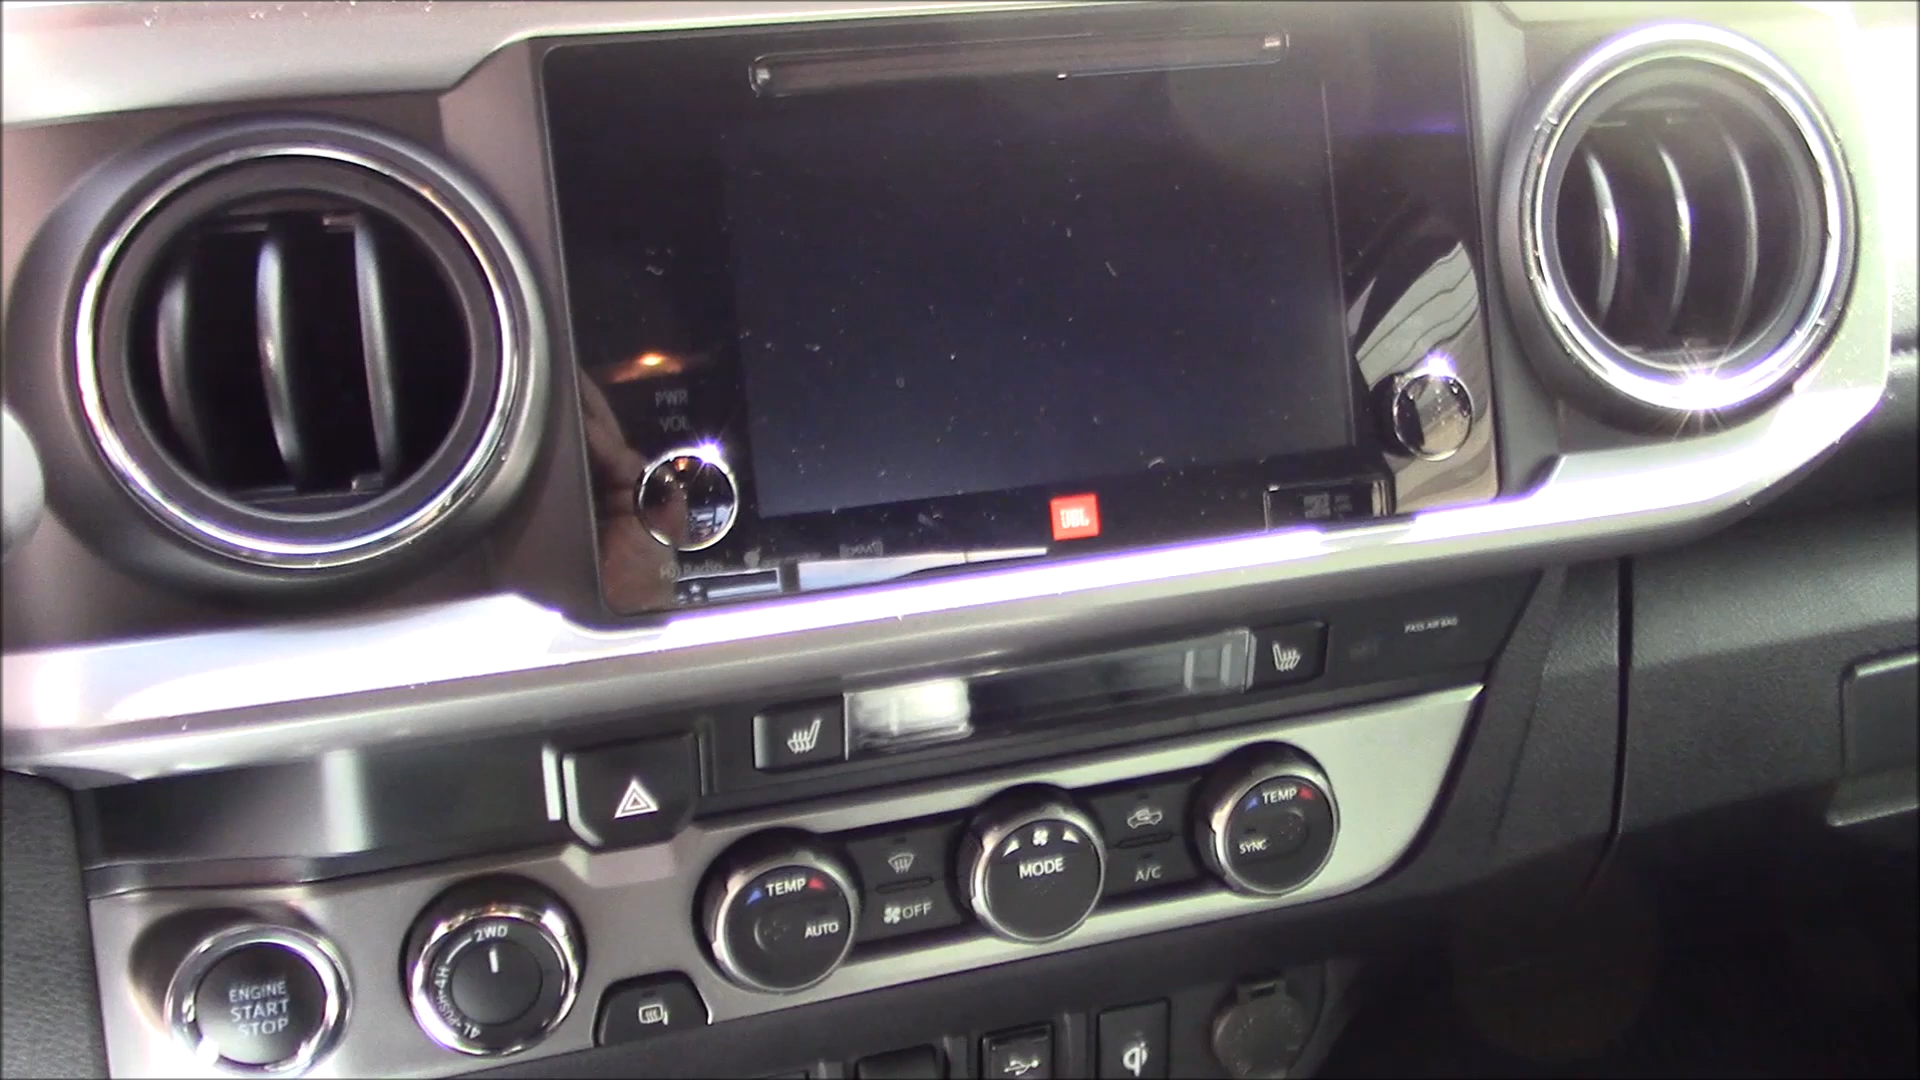 PWR
VOL
JBL
HD Radio
PASS AIR BAG
TEMP
AUTO
OFF
MODE
A/C
TEMP
SYNC
ENGINE
START
STOP
2WD
4H
PUSH
4L